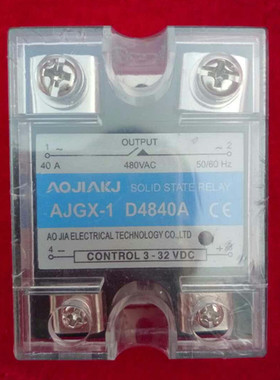 OUTPUT
1 ~ ~ 2
40 A 480VAC 50/60 Hz
AOJIAKJ SOLID STATE RELAY
AJGX-1 D4840A CE
AO JIA ELECTRICAL TECHNOLOGY CO.,LTD
4 - + 3
CONTROL 3 - 32 VDC